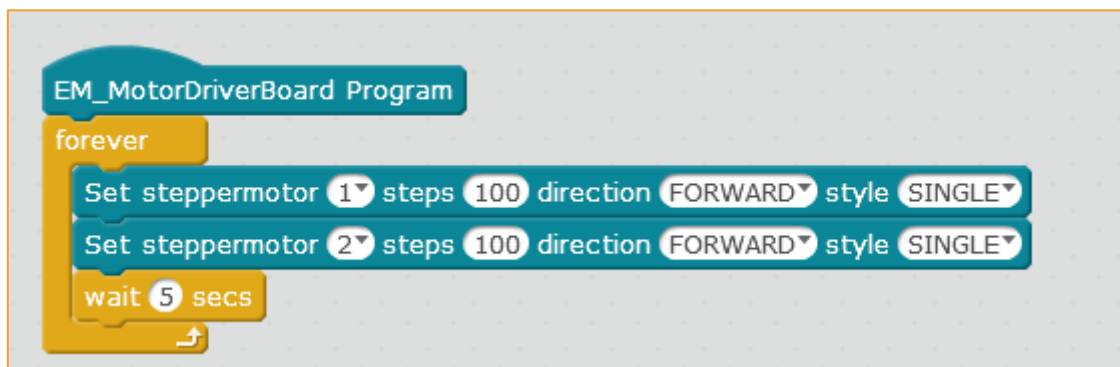 EM_MotorDriverBoard Program
forever
Set steppermotor 1 steps 100 direction FORWARD style SINGLE
Set steppermotor 2 steps 100 direction FORWARD style SINGLE
wait 5 secs